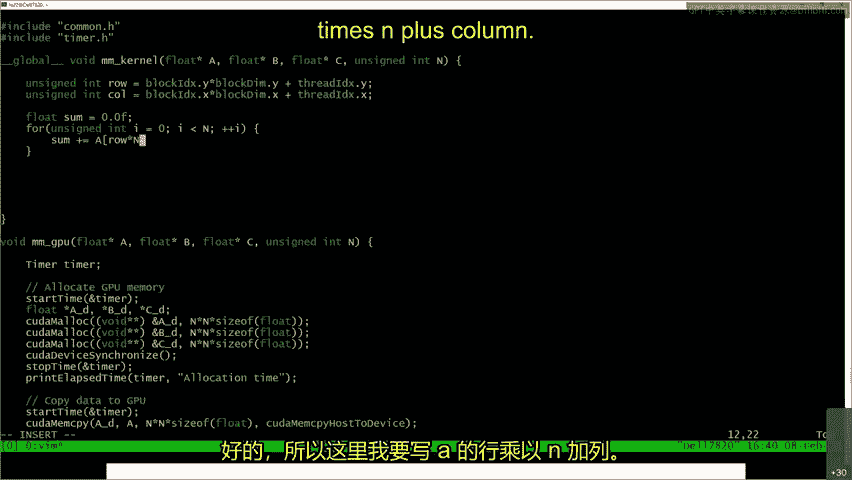 times n plus column.
#include "common.h"
#include "timer.h"
__global__ void mm_kernel(float* A, float* B, float* C, unsigned int N) {
unsigned int row = blockIdx.y*blockDim.y + threadIdx.y;
unsigned int col = blockIdx.x*blockDim.x + threadIdx.x;
float sum = 0.0f;
for(unsigned int i = 0; i < N; ++i) {
sum += A[row*N
}
}
void mm_gpu(float* A, float* B, float* C, unsigned int N) {
Timer timer;
// Allocate GPU memory
startTime(&timer);
float *A_d, *B_d, *C_d;
cudaMalloc((void**) &A_d, N*N*sizeof(float));
cudaMalloc((void**) &B_d, N*N*sizeof(float));
cudaMalloc((void**) &C_d, N*N*sizeof(float));
cudaDeviceSynchronize();
stopTime(&timer);
printElapsedTime(timer, "Allocation time");
// Copy data to GPU
startTime(&timer);
cudaMemcpy(A_d, A, N*N*sizeof(float), cudaMemcpyHostToDevice);
-- INSERT -- 12,22
好的，所以这里我要写 a 的行乘以 n 加列。
+30